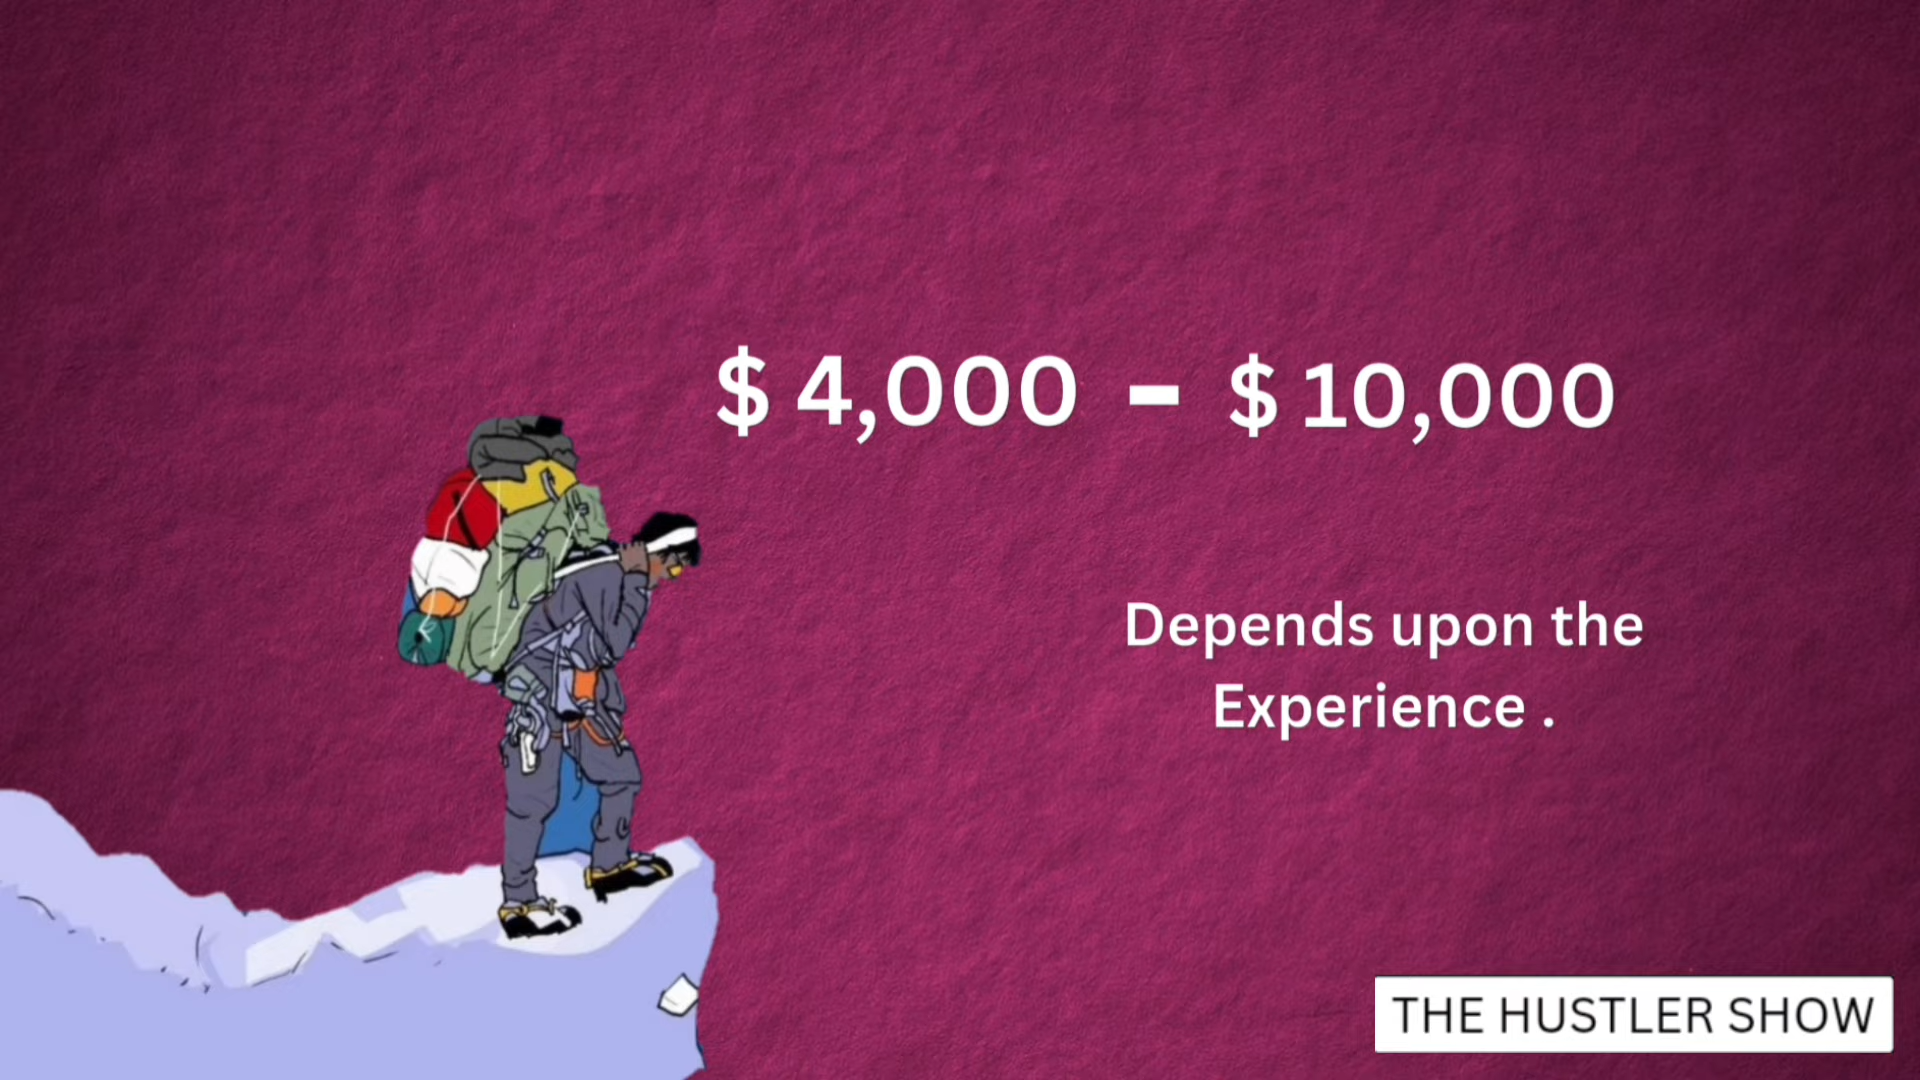 $ 4,000 - $ 10,000
Depends upon the
Experience .
THE HUSTLER SHOW